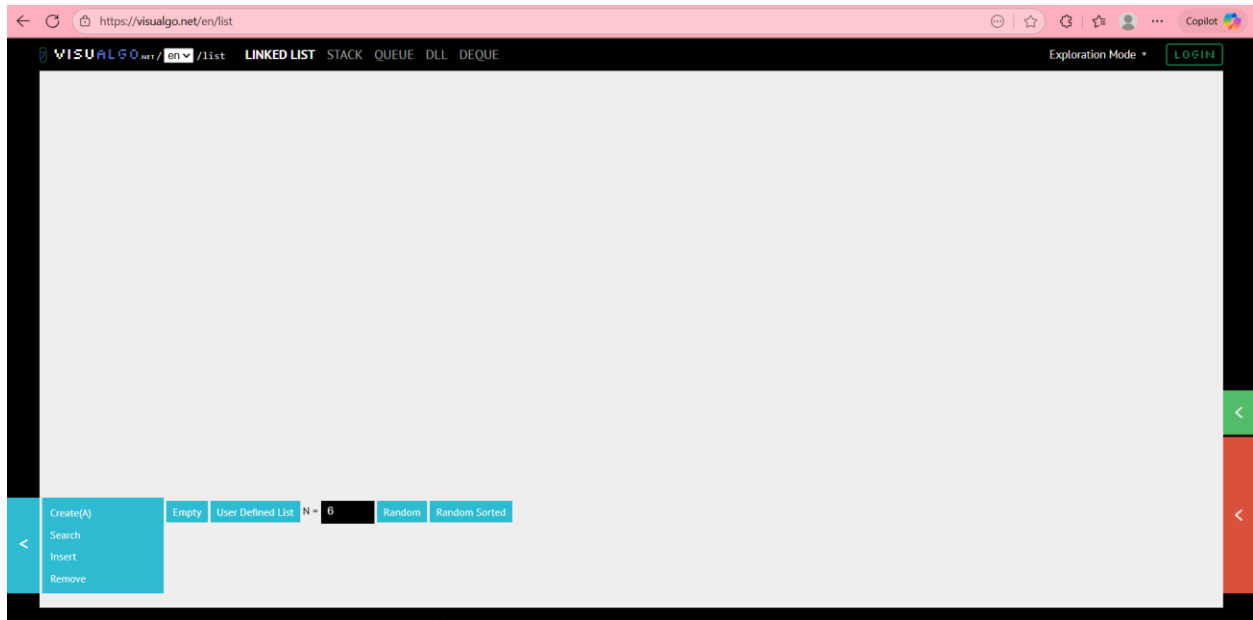 https://visualgo.net/en/list
Copilot
VISUALGO.NET / en /list LINKED LIST STACK QUEUE DLL DEQUE Exploration Mode LOGIN
Create(A) Empty User Defined List N = 6 Random Random Sorted
Search
Insert
Remove